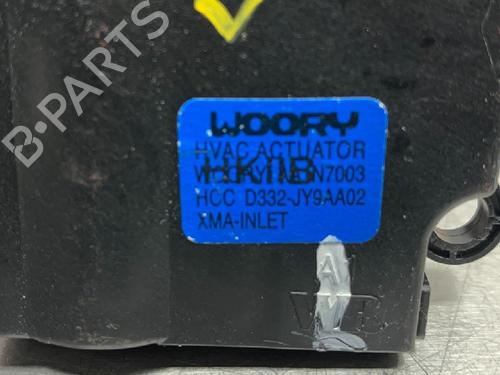 WOORY
HVAC ACTUATOR
HCC D332-JY9AA02
XMA-INLET
B-PARTS